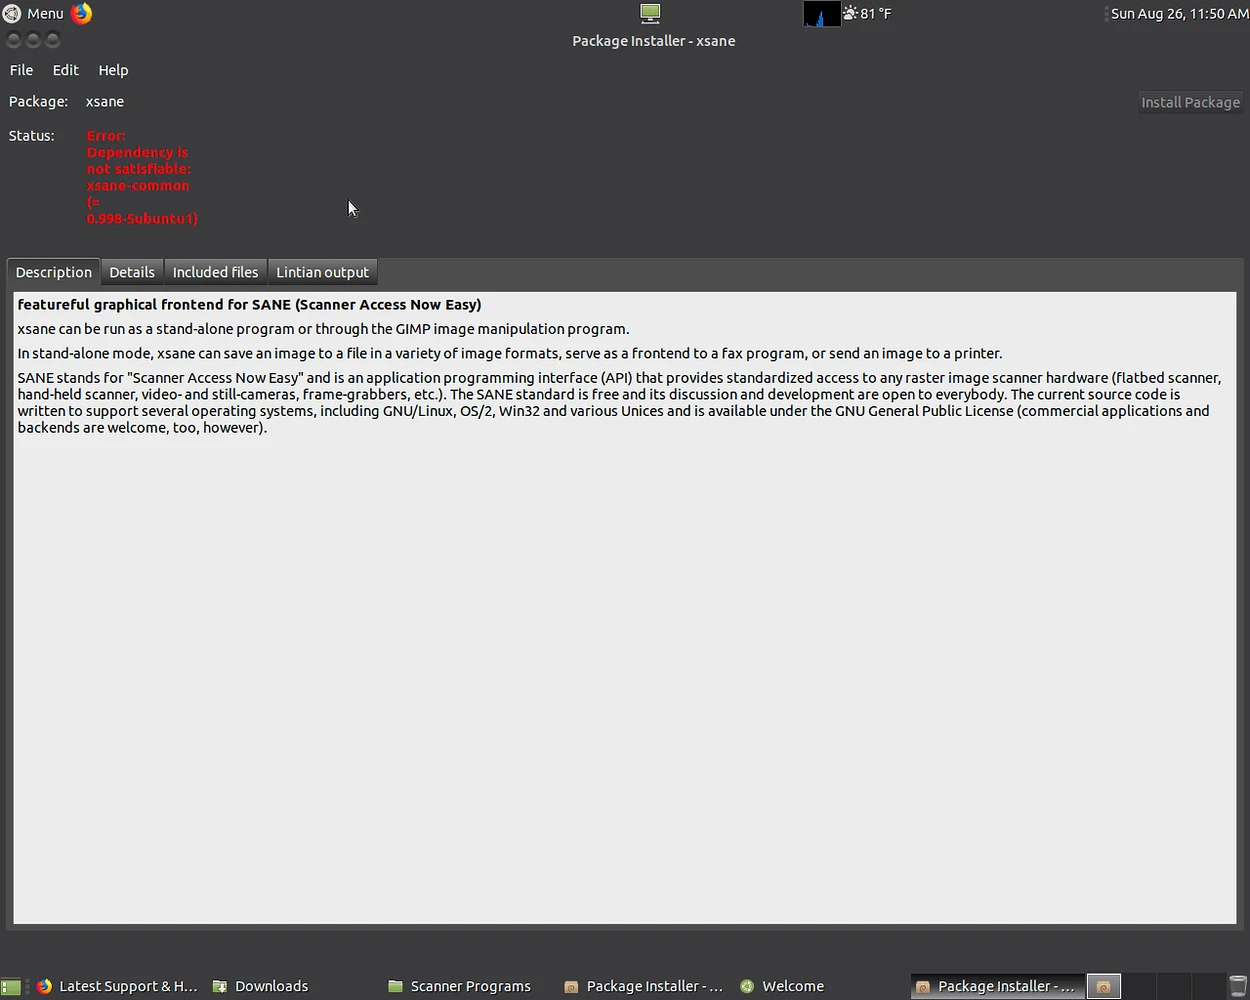 Menu
81 °F
Sun Aug 26, 11:50 AM
Package Installer - xsane
File Edit Help
Package: xsane
Install Package
Status: Error:
Dependency is
not satisfiable:
xsane-common
(=
0.998-5ubuntu1)
Description Details Included files Lintian output
featureful graphical frontend for SANE (Scanner Access Now Easy)
xsane can be run as a stand-alone program or through the GIMP image manipulation program.
In stand-alone mode, xsane can save an image to a file in a variety of image formats, serve as a frontend to a fax program, or send an image to a printer.
SANE stands for "Scanner Access Now Easy" and is an application programming interface (API) that provides standardized access to any raster image scanner hardware (flatbed scanner,
hand-held scanner, video- and still-cameras, frame-grabbers, etc.). The SANE standard is free and its discussion and development are open to everybody. The current source code is
written to support several operating systems, including GNU/Linux, OS/2, Win32 and various Unices and is available under the GNU General Public License (commercial applications and
backends are welcome, too, however).
Latest Support & H... Downloads Scanner Programs Package Installer - ... Welcome Package Installer - ...